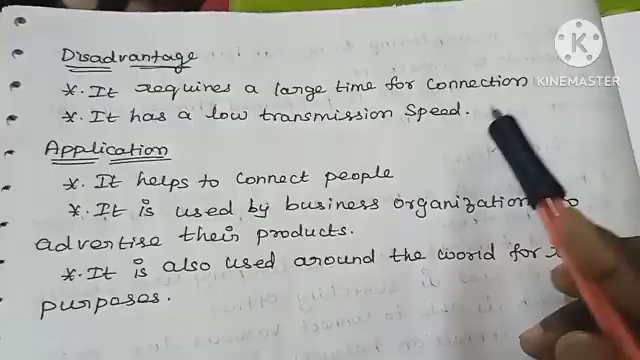 Disadvantage
*. It requires a large time for connection
*. It has a low transmission speed.
Application
*. It helps to connect people
*. It is used by business organization
advertise their products.
*. It is also used around the world for
purposes.
KINEMASTER